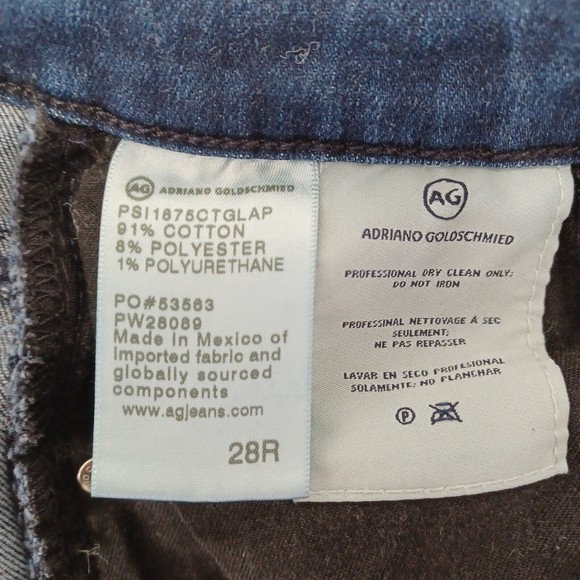 AG ADRIANO GOLDSCHMIED
PSI1875CTGLAP
91% COTTON
8% POLYESTER
1% POLYURETHANE
PO#53563
PW28089
Made in Mexico of
imported fabric and
globally sourced
components
www.agjeans.com
28R
AG
ADRIANO GOLDSCHMIED
PROFESSIONAL DRY CLEAN ONLY:
DO NOT IRON
PROFESSINAL NETTOYAGE À SEC
SEULEMENT:
NE PAS REPASSER
LAVAR EN SECO PROFESIONAL
SOLAMENTE: NO PLANCHAR
P